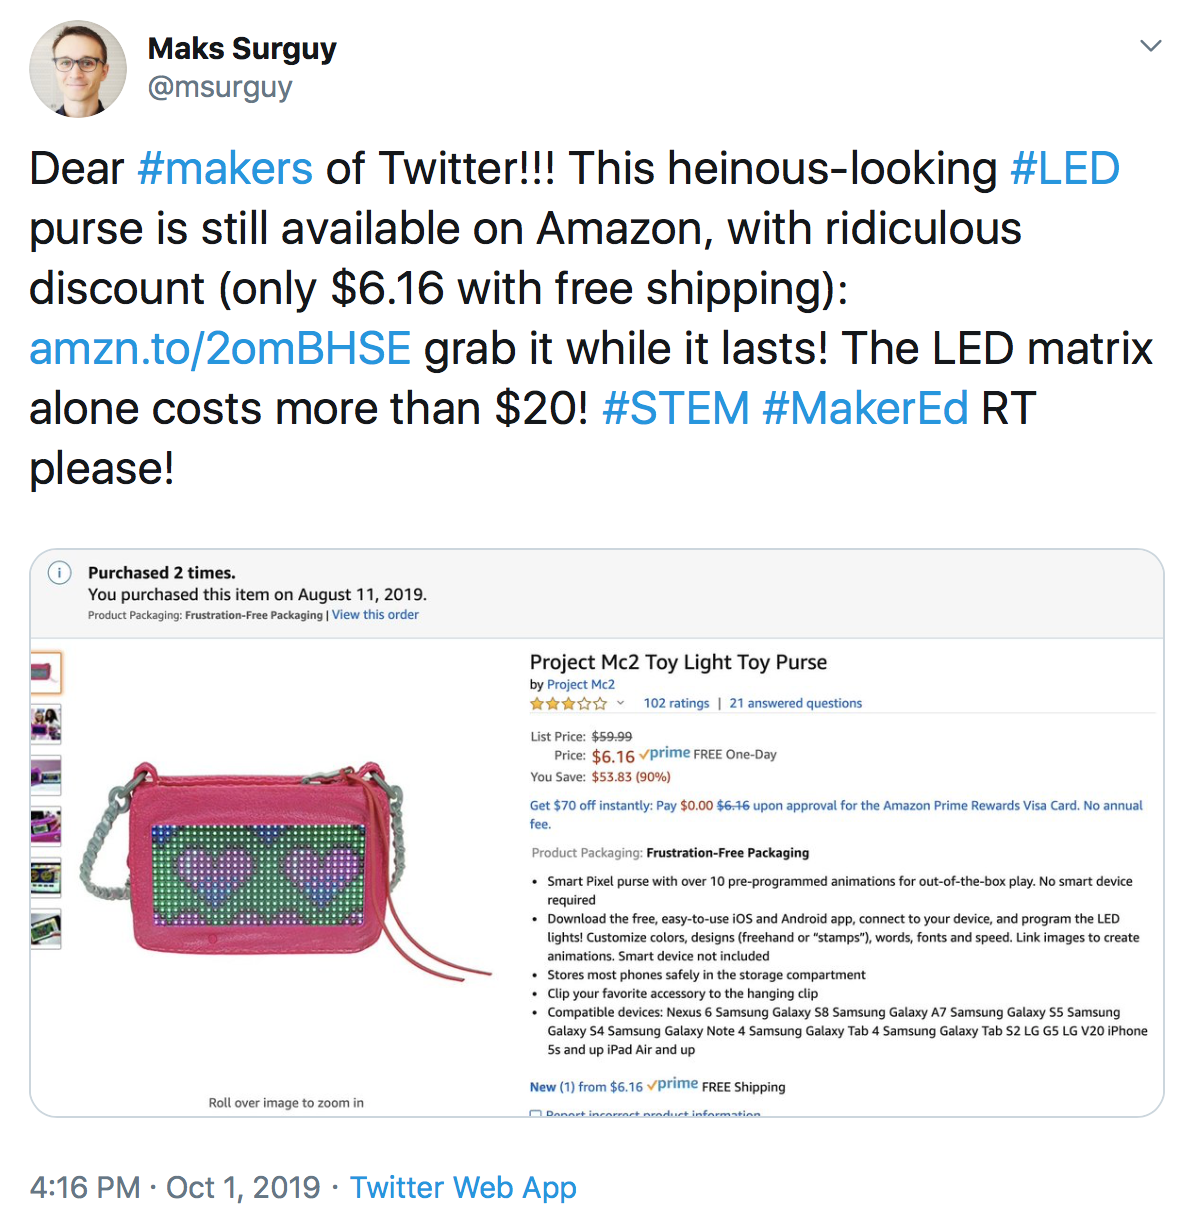 Maks Surguy
@msurguy
Dear #makers of Twitter!!! This heinous-looking #LED
purse is still available on Amazon, with ridiculous
discount (only $6.16 with free shipping):
amzn.to/2omBHSE grab it while it lasts! The LED matrix
alone costs more than $20! #STEM #MakerEd RT
please!
Purchased 2 times.
You purchased this item on August 11, 2019.
Product Packaging: Frustration-Free Packaging | View this order
Project Mc2 Toy Light Toy Purse
by Project Mc2
102 ratings | 21 answered questions
List Price: $59.99
Price: $6.16 prime FREE One-Day
You Save: $53.83 (90%)
Get $70 off instantly: Pay $0.00 $6.16 upon approval for the Amazon Prime Rewards Visa Card. No annual
fee.
Product Packaging: Frustration-Free Packaging
• Smart Pixel purse with over 10 pre-programmed animations for out-of-the-box play. No smart device
required
• Download the free, easy-to-use iOS and Android app, connect to your device, and program the LED
lights! Customize colors, designs (freehand or “stamps”), words, fonts and speed. Link images to create
animations. Smart device not included
• Stores most phones safely in the storage compartment
• Clip your favorite accessory to the hanging clip
• Compatible devices: Nexus 6 Samsung Galaxy S8 Samsung Galaxy A7 Samsung Galaxy S5 Samsung
Galaxy S4 Samsung Galaxy Note 4 Samsung Galaxy Tab 4 Samsung Galaxy Tab S2 LG G5 LG V20 iPhone
5s and up iPad Air and up
New (1) from $6.16 prime FREE Shipping
Report incorrect product information
Roll over image to zoom in
4:16 PM · Oct 1, 2019 · Twitter Web App